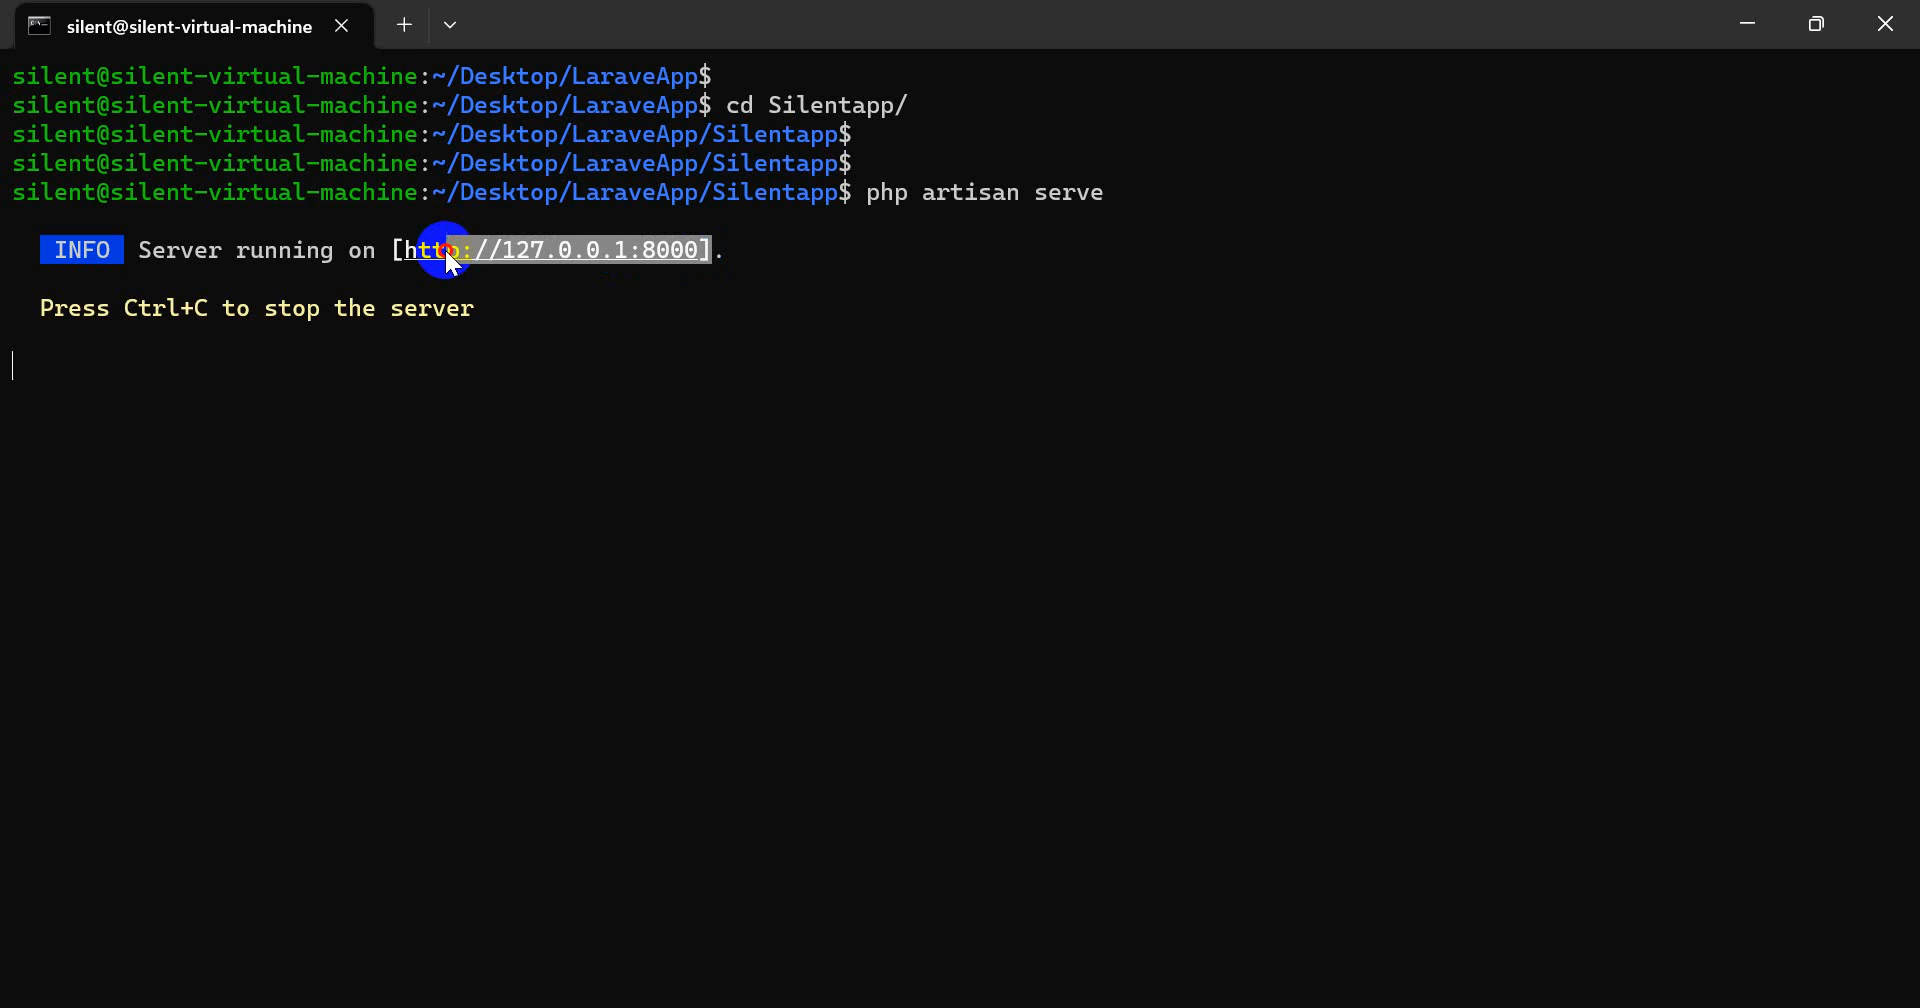 silent@silent-virtual-machine
silent@silent-virtual-machine:~/Desktop/LaraveApp$
silent@silent-virtual-machine:~/Desktop/LaraveApp$ cd Silentapp/
silent@silent-virtual-machine:~/Desktop/LaraveApp/Silentapp$
silent@silent-virtual-machine:~/Desktop/LaraveApp/Silentapp$
silent@silent-virtual-machine:~/Desktop/LaraveApp/Silentapp$ php artisan serve
INFO Server running on [http://127.0.0.1:8000].
Press Ctrl+C to stop the server